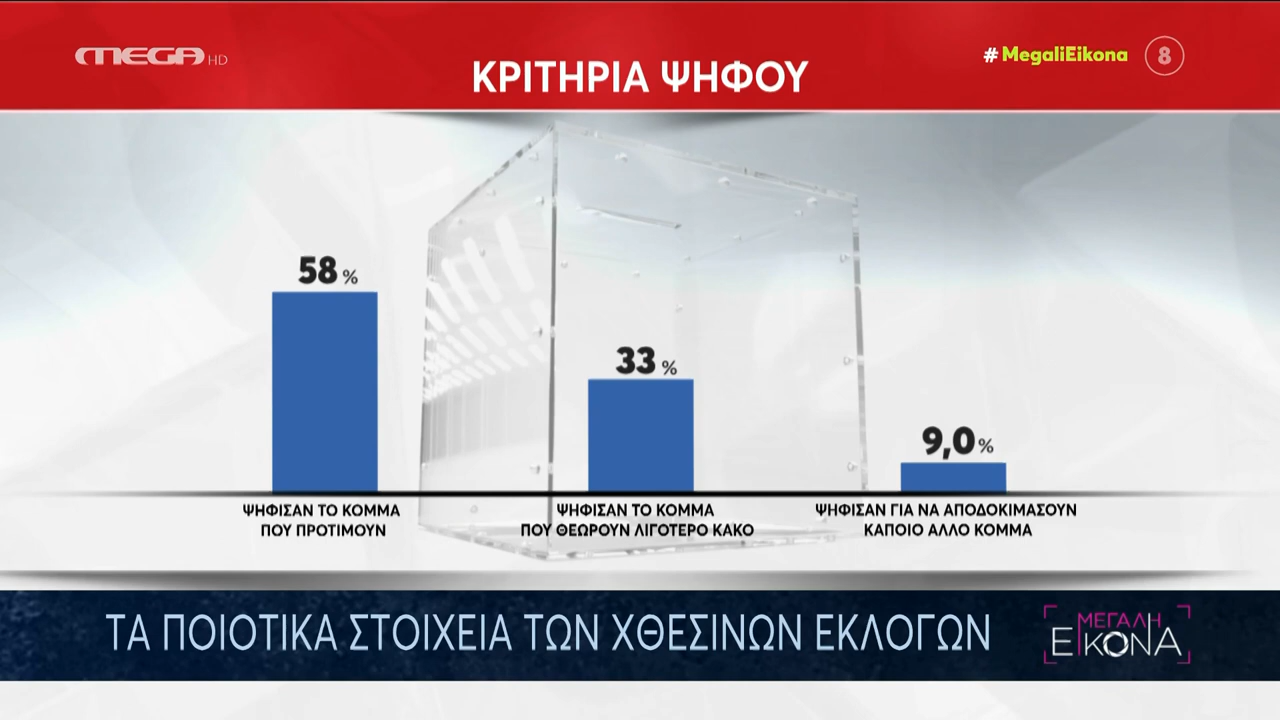 MEGA HD
#MegaliEikona
8
ΚΡΙΤΗΡΙΑ ΨΗΦΟΥ
58 %
33 %
9,0 %
ΨΗΦΙΣΑΝ ΤΟ ΚΟΜΜΑ
ΠΟΥ ΠΡΟΤΙΜΟΥΝ
ΨΗΦΙΣΑΝ ΤΟ ΚΟΜΜΑ
ΠΟΥ ΘΕΩΡΟΥΝ ΛΙΓΟΤΕΡΟ ΚΑΚΟ
ΨΗΦΙΣΑΝ ΓΙΑ ΝΑ ΑΠΟΔΟΚΙΜΑΣΟΥΝ
ΚΑΠΟΙΟ ΑΛΛΟ ΚΟΜΜΑ
ΤΑ ΠΟΙΟΤΙΚΑ ΣΤΟΙΧΕΙΑ ΤΩΝ ΧΘΕΣΙΝΩΝ ΕΚΛΟΓΩΝ
ΜΕΓΑΛΗ
ΕΙΚΟΝΑ